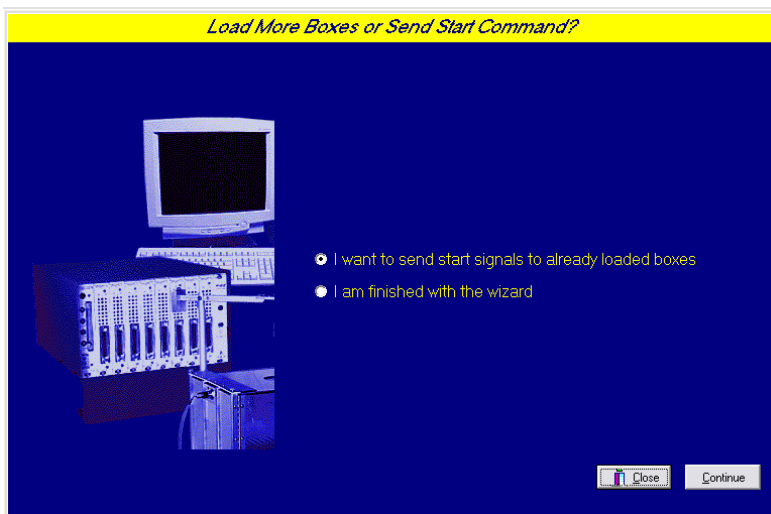 Load More Boxes or Send Start Command?
I want to send start signals to already loaded boxes
I am finished with the wizard
Close
Continue